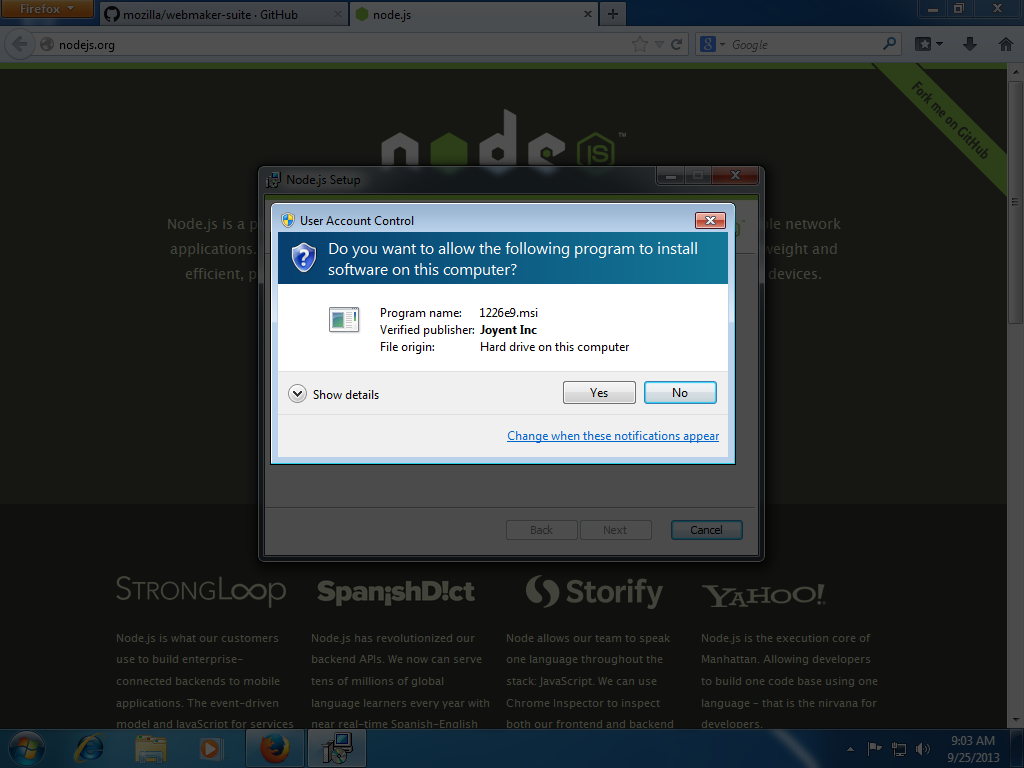 Firefox
mozilla/webmaker-suite · GitHub
node.js
nodejs.org
Google
Fork me on GitHub
node
JS
™
Node.js Setup
Node.js is a p
le network
applications.
weight and
efficient, p
devices.
User Account Control
Do you want to allow the following program to install
software on this computer?
Program name: 1226e9.msi
Verified publisher: Joyent Inc
File origin: Hard drive on this computer
Show details
Yes
No
Change when these notifications appear
Back
Next
Cancel
STRONGLOOP
SpanishD!ct
Storify
YAHOO!
Node.js is what our customers
use to build enterprise-
connected backends to mobile
applications. The event-driven
model and JavaScript for services
Node.js has revolutionized our
backend APIs. We now can serve
tens of millions of global
language learners every year with
near real-time Spanish-English
Node allows our team to speak
one language throughout the
stack: JavaScript. We can use
Chrome Inspector to inspect
both our frontend and backend
Node.js is the execution core of
Manhattan. Allowing developers
to build one code base using one
language – that is the nirvana for
developers.
9:03 AM
9/25/2013